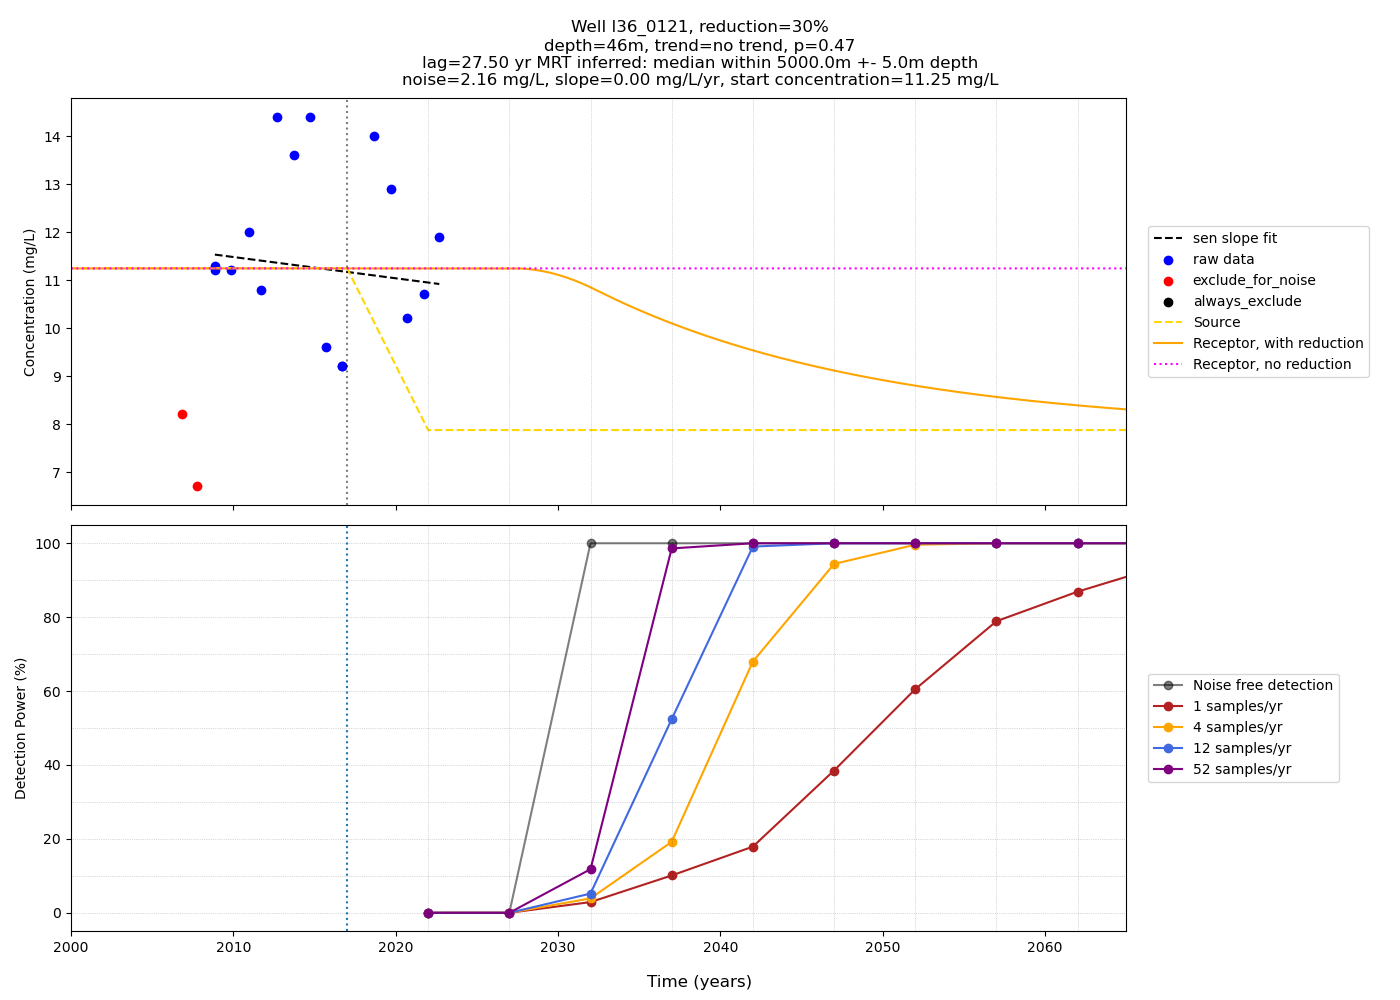 Well l36_0121, reduction=30%
depth=46m, trend=no trend, p=0.47
lag=27.50 yr MRT inferred: median within 5000.0m +- 5.0m depth
noise=2.16 mg/L, slope=0.00 mg/L/yr, start concentration=11.25 mg/L
14
13
12
11
10
9
8
7
Concentration (mg/L)
sen slope fit
raw data
exclude_for_noise
always_exclude
Source
Receptor, with reduction
Receptor, no reduction
100
80
60
40
20
0
Detection Power (%)
Noise free detection
1 samples/yr
4 samples/yr
12 samples/yr
52 samples/yr
2000 2010 2020 2030 2040 2050 2060
Time (years)